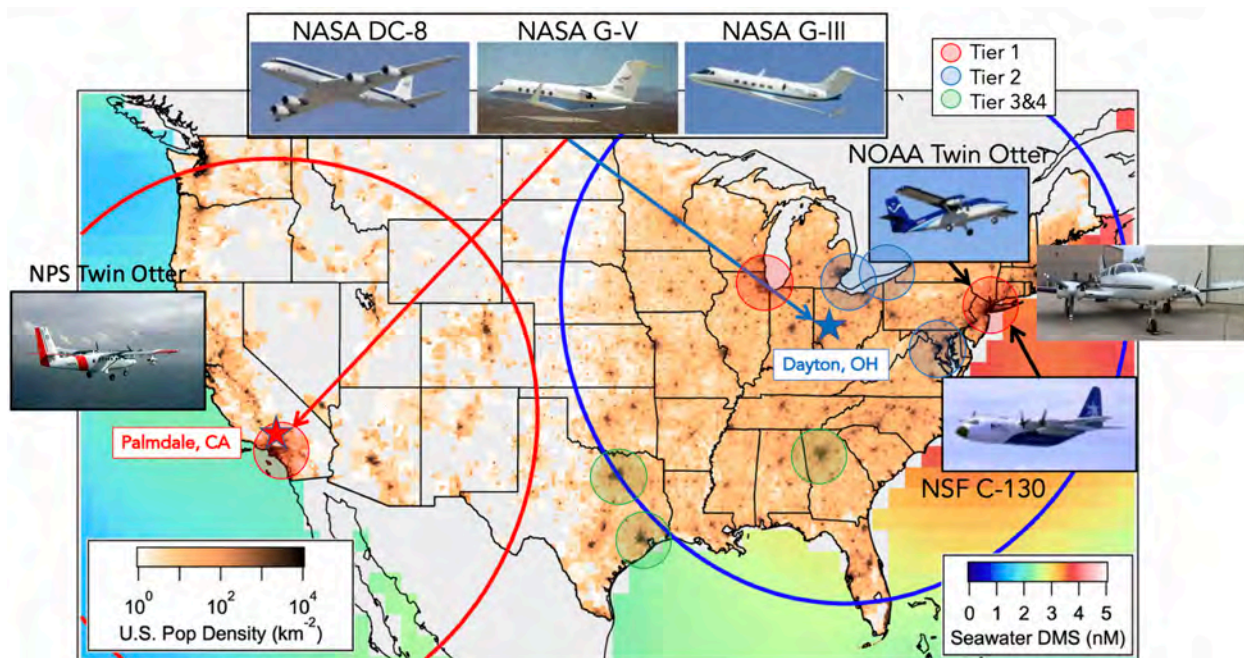 NASA DC-8
NASA G-V
NASA G-III
Tier 1
Tier 2
Tier 3&4
NOAA Twin Otter
NPS Twin Otter
Dayton, OH
Palmdale, CA
NSF C-130
10⁰ 10² 10⁴
U.S. Pop Density (km⁻²)
0 1 2 3 4 5
Seawater DMS (nM)